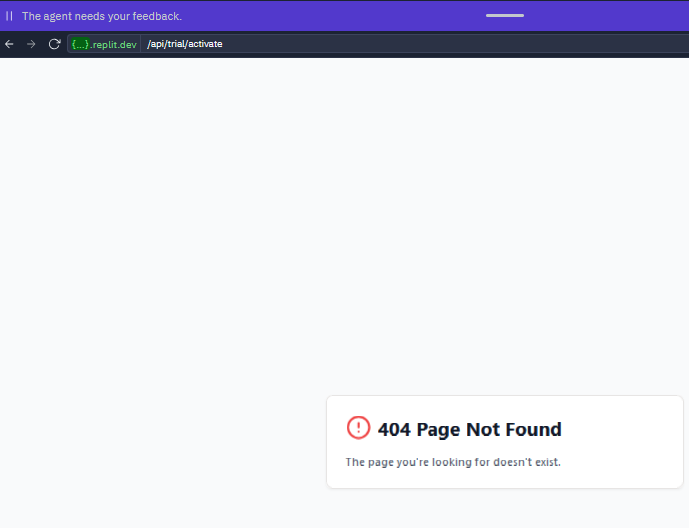 The agent needs your feedback.
{...}.replit.dev /api/trial/activate
404 Page Not Found
The page you're looking for doesn't exist.